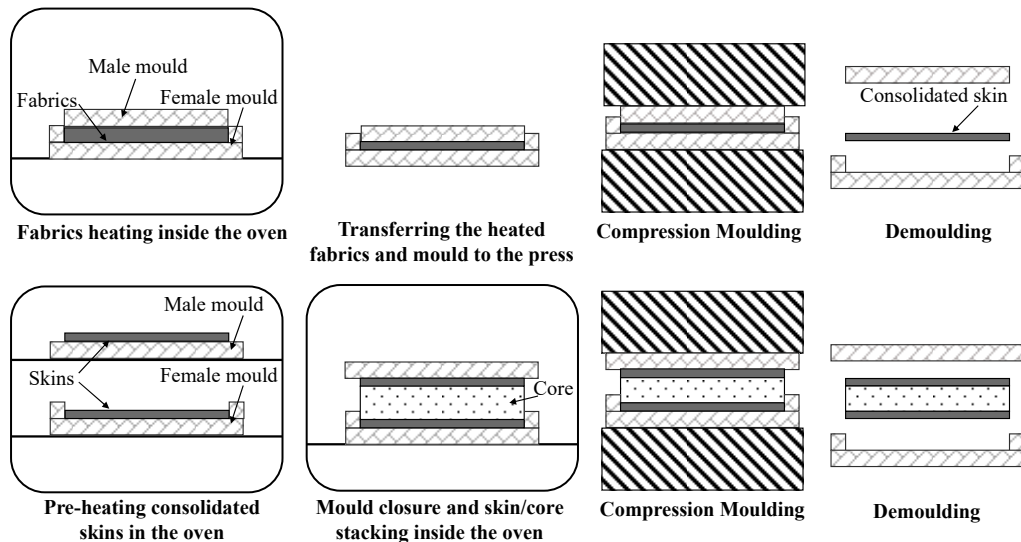 Male mould
Fabrics
Female mould
Fabrics heating inside the oven
Transferring the heated
fabrics and mould to the press
Compression Moulding
Consolidated skin
Demoulding
Male mould
Skins
Female mould
Pre-heating consolidated
skins in the oven
Core
Mould closure and skin/core
stacking inside the oven
Compression Moulding
Demoulding